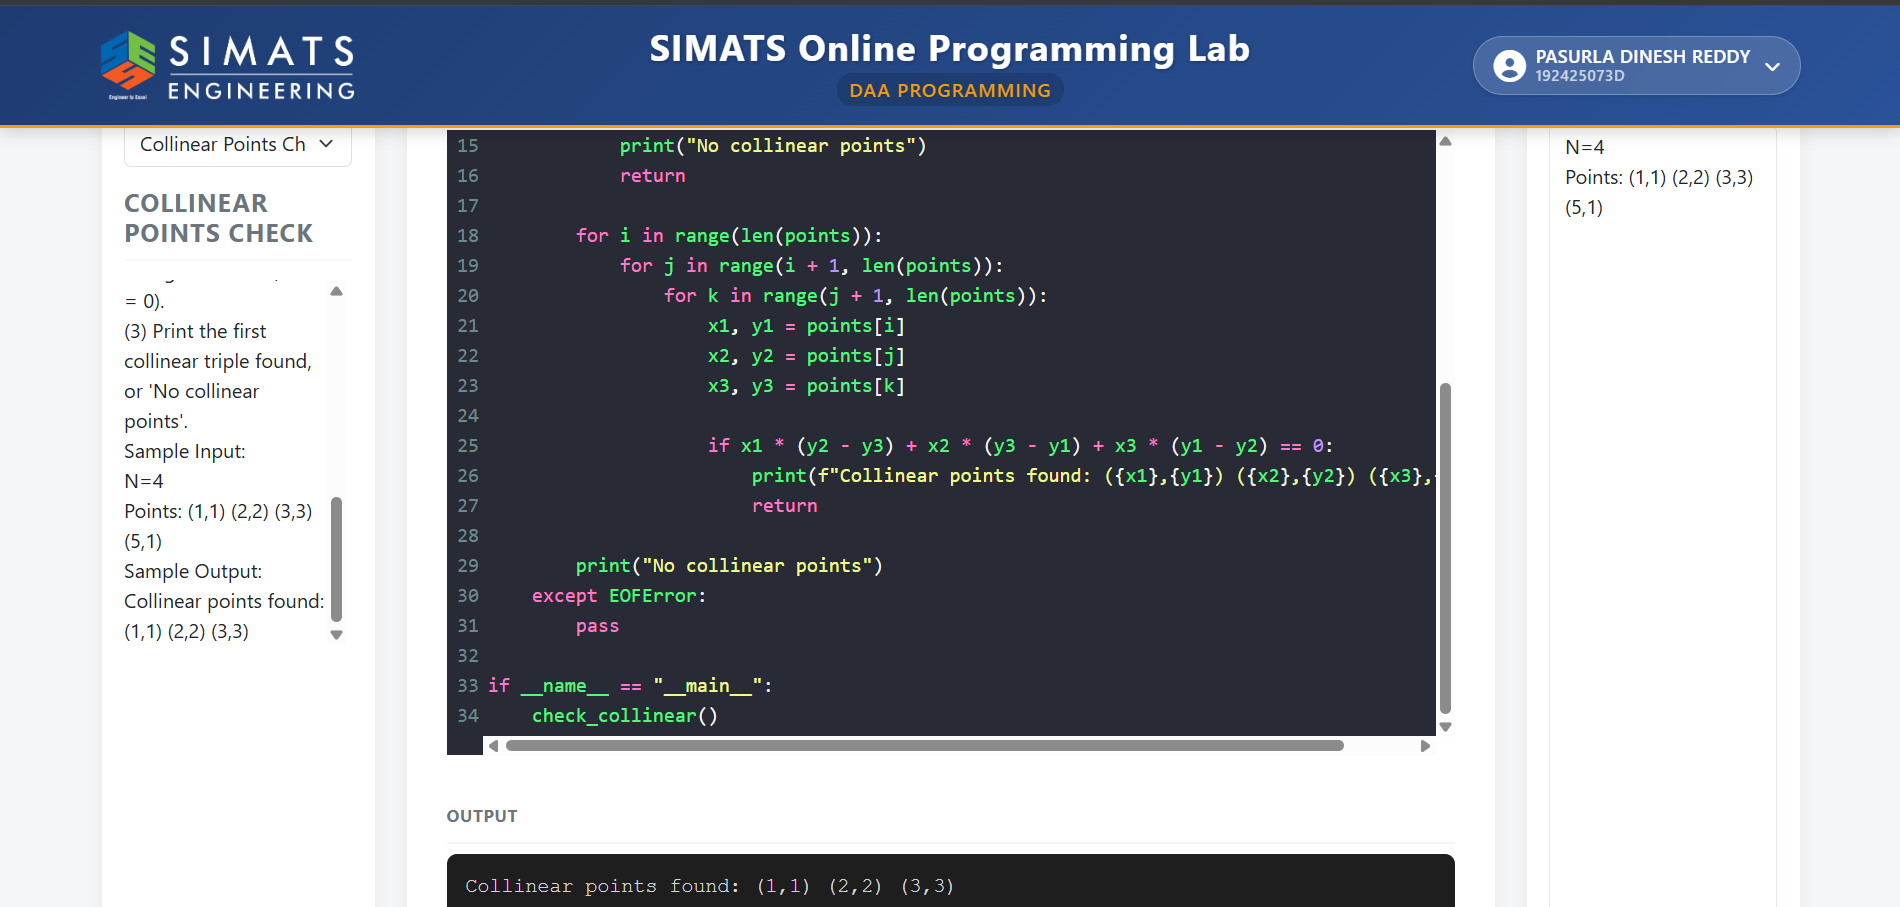 SIMATS
ENGINEERING
Engineer to Excel
SIMATS Online Programming Lab
DAA PROGRAMMING
PASURLA DINESH REDDY
192425073D
Collinear Points Ch
COLLINEAR
POINTS CHECK
= 0).
(3) Print the first
collinear triple found,
or 'No collinear
points'.
Sample Input:
N=4
Points: (1,1) (2,2) (3,3)
(5,1)
Sample Output:
Collinear points found:
(1,1) (2,2) (3,3)
15 print("No collinear points")
16 return
17
18 for i in range(len(points)):
19 for j in range(i + 1, len(points)):
20 for k in range(j + 1, len(points)):
21 x1, y1 = points[i]
22 x2, y2 = points[j]
23 x3, y3 = points[k]
24
25 if x1 * (y2 - y3) + x2 * (y3 - y1) + x3 * (y1 - y2) == 0:
26 print(f"Collinear points found: ({x1},{y1}) ({x2},{y2}) ({x3},
27 return
28
29 print("No collinear points")
30 except EOFError:
31 pass
32
33 if __name__ == "__main__":
34 check_collinear()
OUTPUT
Collinear points found: (1,1) (2,2) (3,3)
N=4
Points: (1,1) (2,2) (3,3)
(5,1)